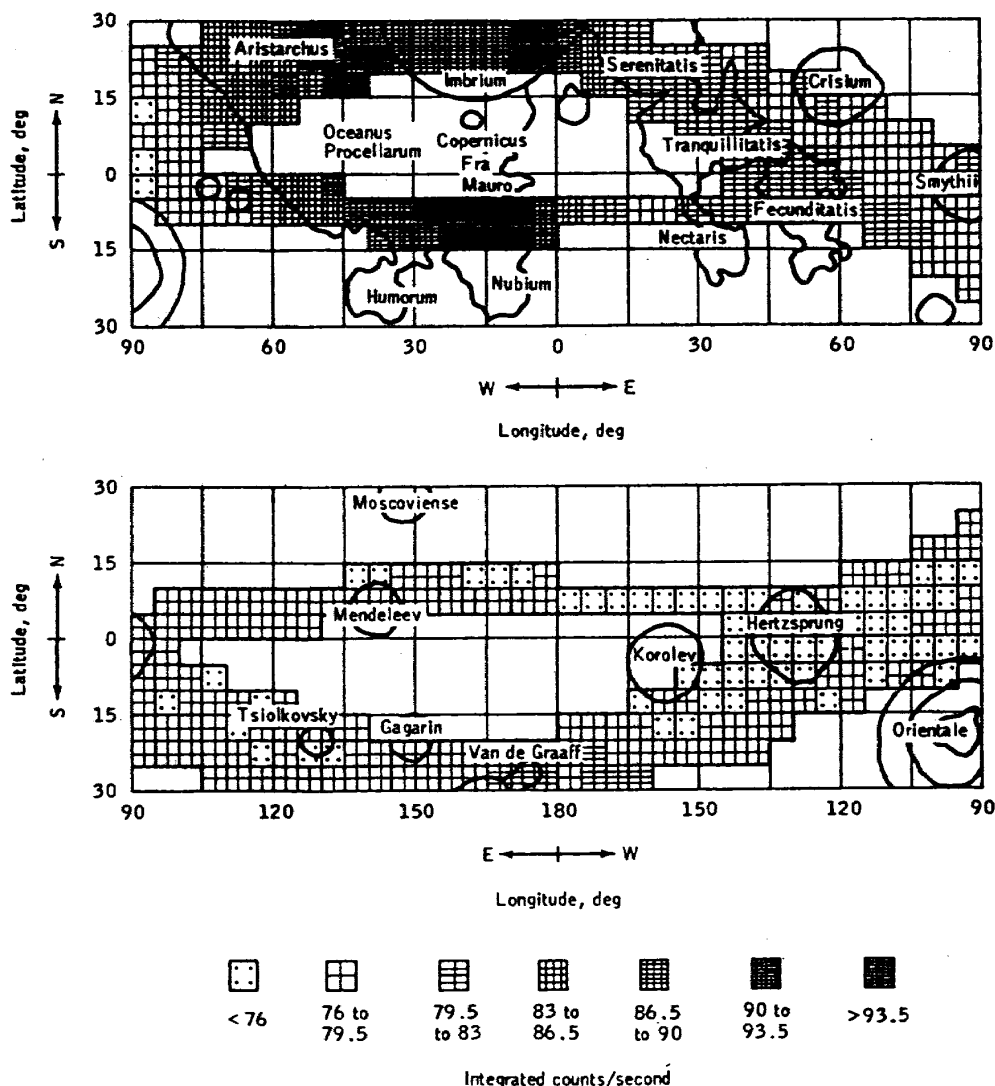 30
15
0
15
30
Latitude, deg
N
S
Aristarchus
Imbrium
Serenitatis
Crisium
Oceanus
Procellarum
Copernicus
Fra
Mauro
Tranquillitatis
Smythii
Fecunditatis
Nectaris
Humorum
Nubium
90 60 30 0 30 60 90
W E
Longitude, deg
30
15
0
15
30
Latitude, deg
N
S
Moscoviense
Mendeleev
Hertzsprung
Korolev
Tsiolkovsky
Gagarin
Van de Graaff
Orientale
90 120 150 180 150 120 90
E W
Longitude, deg
<76 76 to 79.5 83 to 86.5 90 to >93.5
79.5 to 83 86.5 to 90 93.5
Integrated counts/second